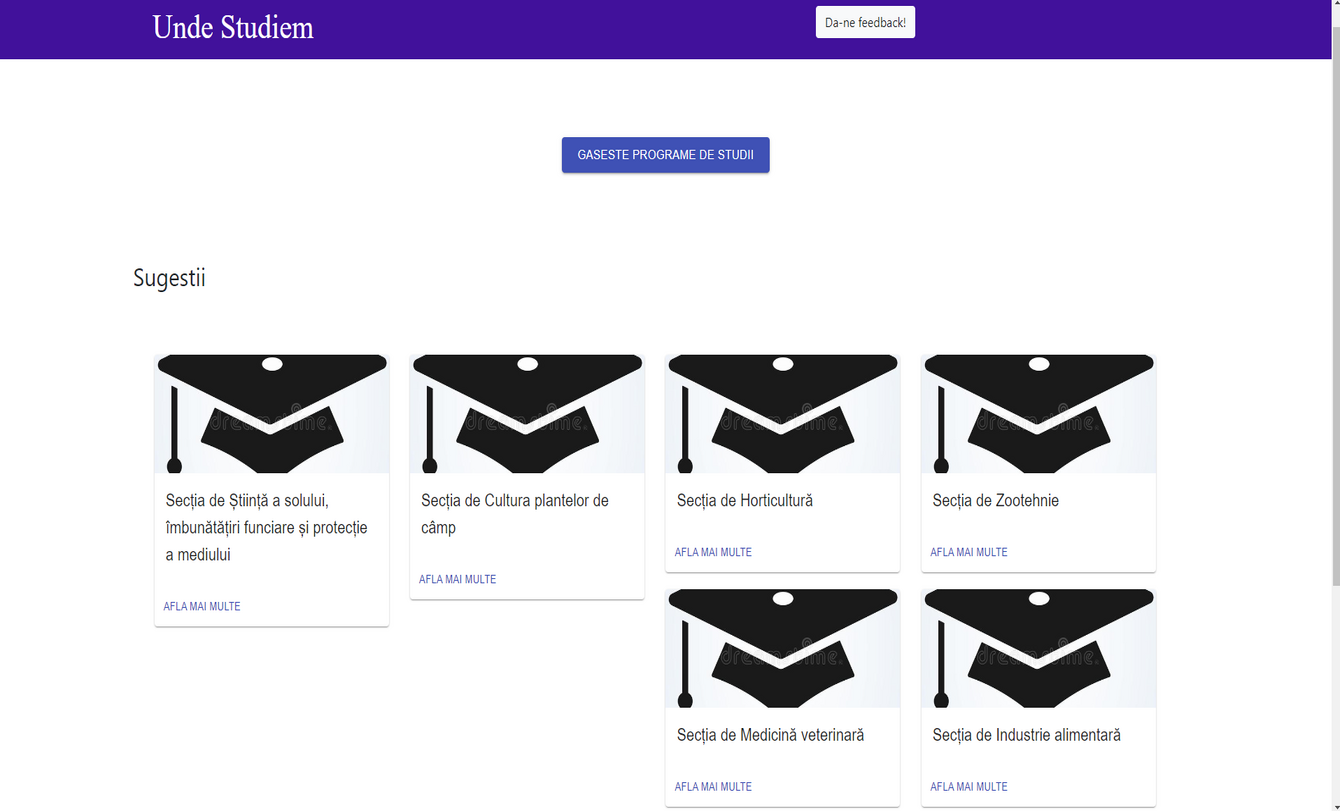 Unde Studiem
Da-ne feedback!
GASESTE PROGRAME DE STUDII
Sugestii
dreamstime.
dreamstime.
dreamstime.
dreamstime.
Secția de Știință a solului,
îmbunătățiri funciare și protecție
a mediului
AFLA MAI MULTE
Secția de Cultura plantelor de
câmp
AFLA MAI MULTE
Secția de Horticultură
AFLA MAI MULTE
Secția de Zootehnie
AFLA MAI MULTE
dreamstime.
dreamstime.
Secția de Medicină veterinară
AFLA MAI MULTE
Secția de Industrie alimentară
AFLA MAI MULTE